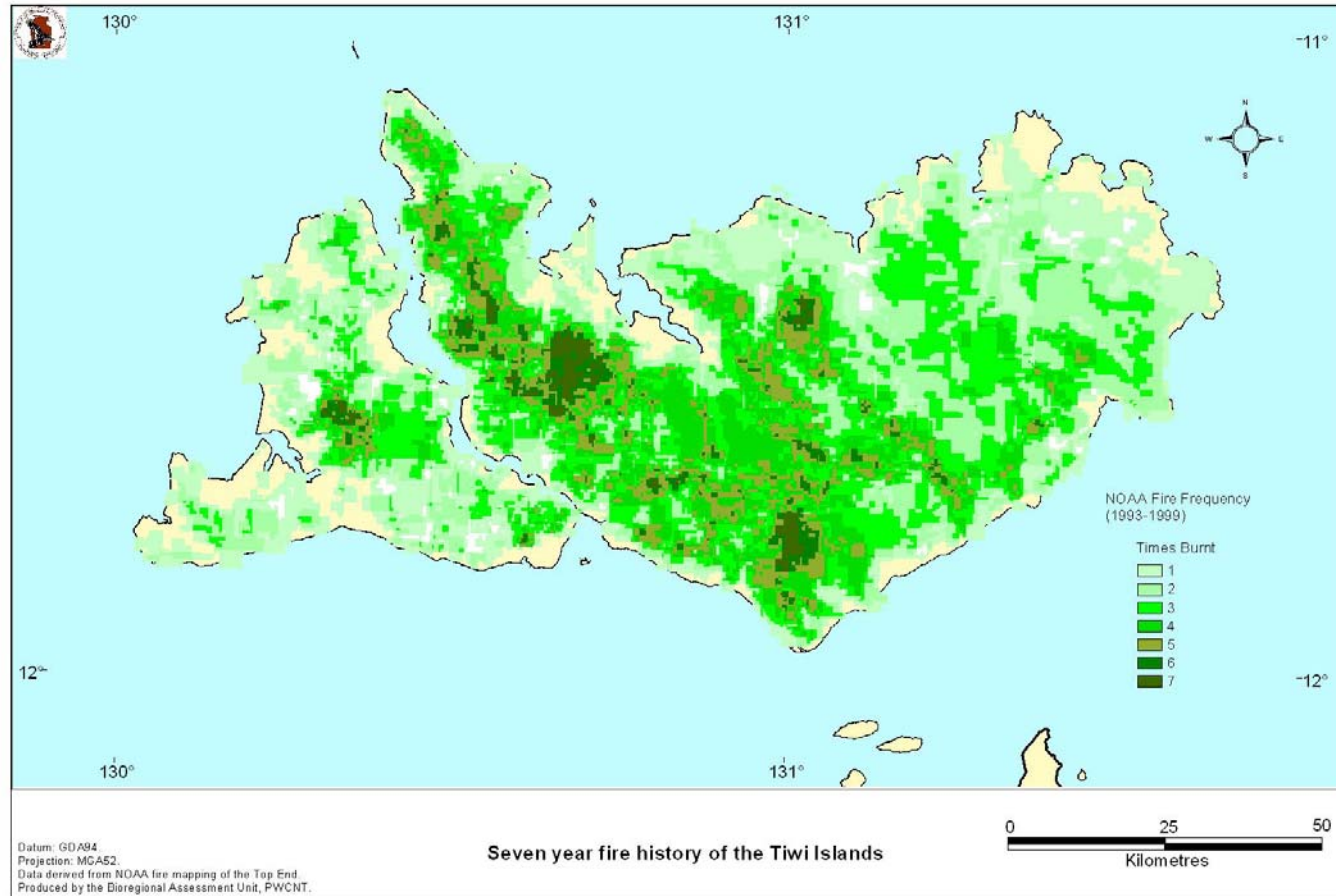 130°
131°
11°
N
W
E
S
NOAA Fire Frequency
(1993-1999)
Times Burnt
1
2
3
4
5
6
7
12°
12°
130°
131°
Datum: GDA94.
Projection: MGA52.
Data derived from NOAA fire mapping of the Top End.
Produced by the Bioregional Assessment Unit, PWCNT.
Seven year fire history of the Tiwi Islands
0 25 50
Kilometres